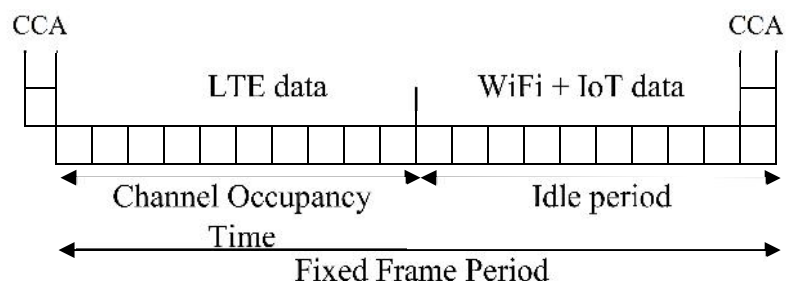 CCA CCA
LTE data WiFi + IoT data
Channel Occupancy Idle period
Time
Fixed Frame Period